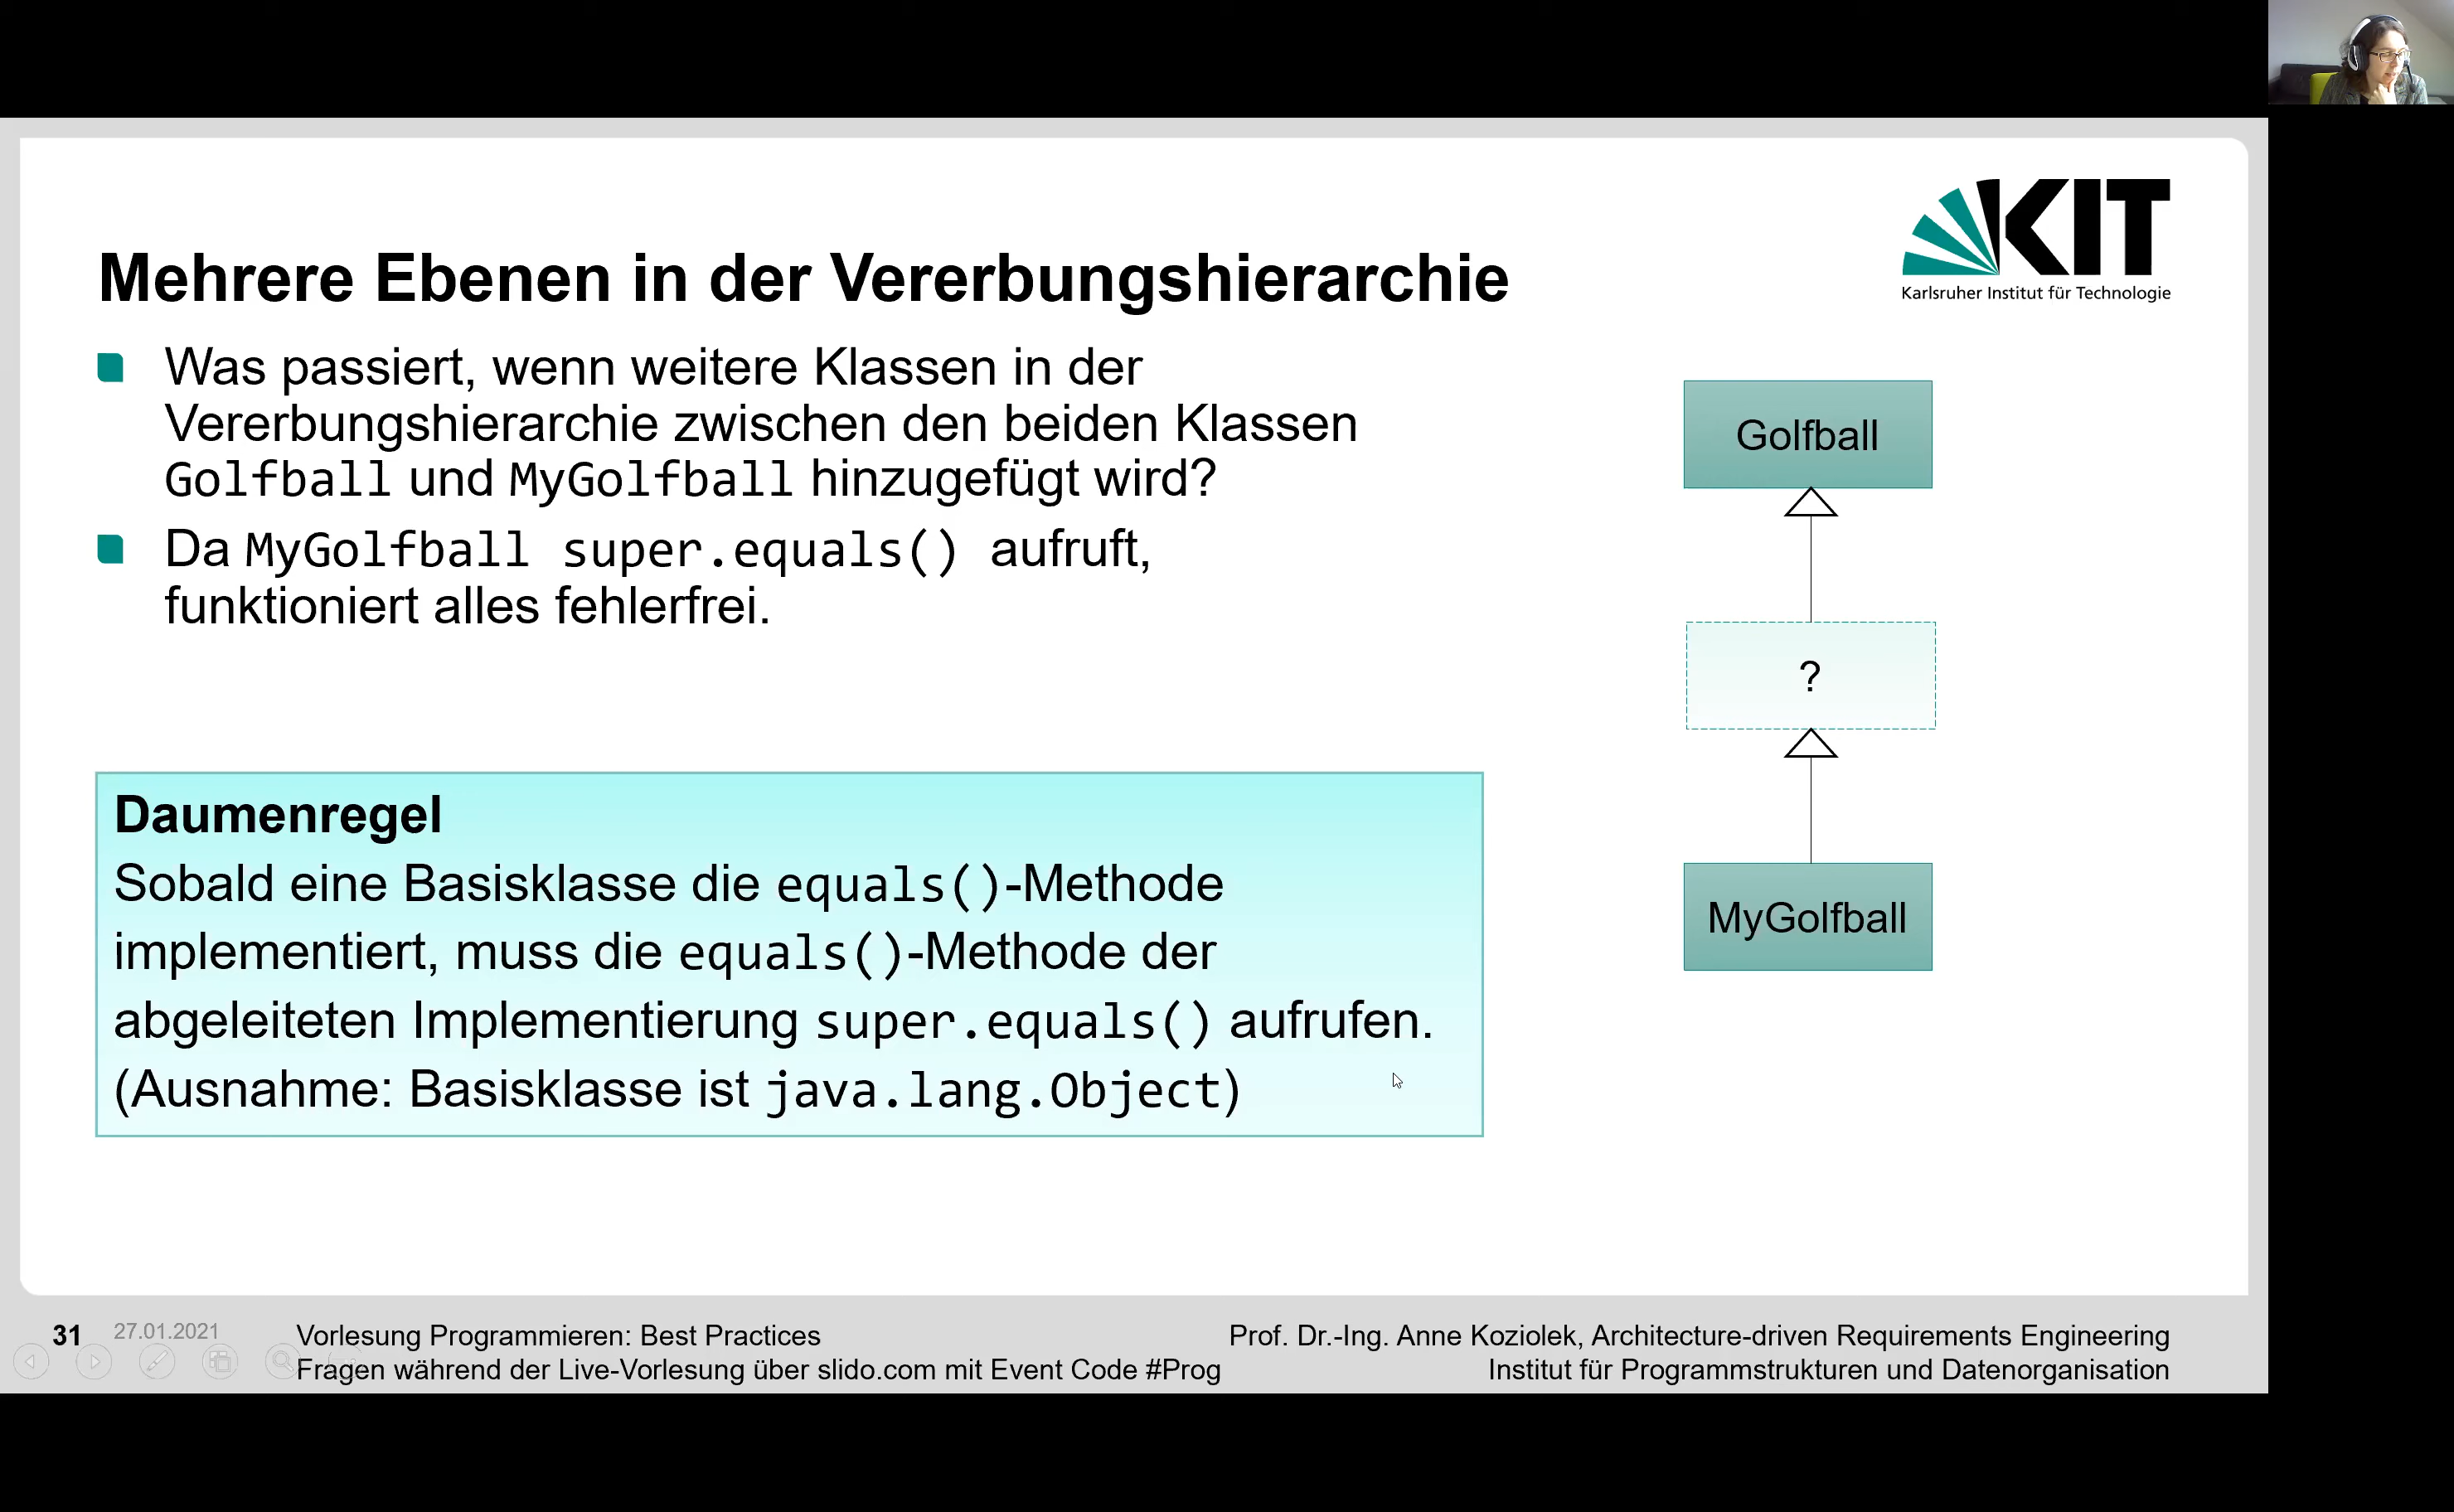 KIT
Karlsruher Institut für Technologie
Mehrere Ebenen in der Vererbungshierarchie
Was passiert, wenn weitere Klassen in der
Vererbungshierarchie zwischen den beiden Klassen
Golfball und MyGolfball hinzugefügt wird?
Da MyGolfball super.equals() aufruft,
funktioniert alles fehlerfrei.
Golfball
?
MyGolfball
Daumenregel
Sobald eine Basisklasse die equals()-Methode
implementiert, muss die equals()-Methode der
abgeleiteten Implementierung super.equals() aufrufen.
(Ausnahme: Basisklasse ist java.lang.Object)
31
27.01.2021
Vorlesung Programmieren: Best Practices
Fragen während der Live-Vorlesung über slido.com mit Event Code #Prog
Prof. Dr.-Ing. Anne Koziolek, Architecture-driven Requirements Engineering
Institut für Programmstrukturen und Datenorganisation